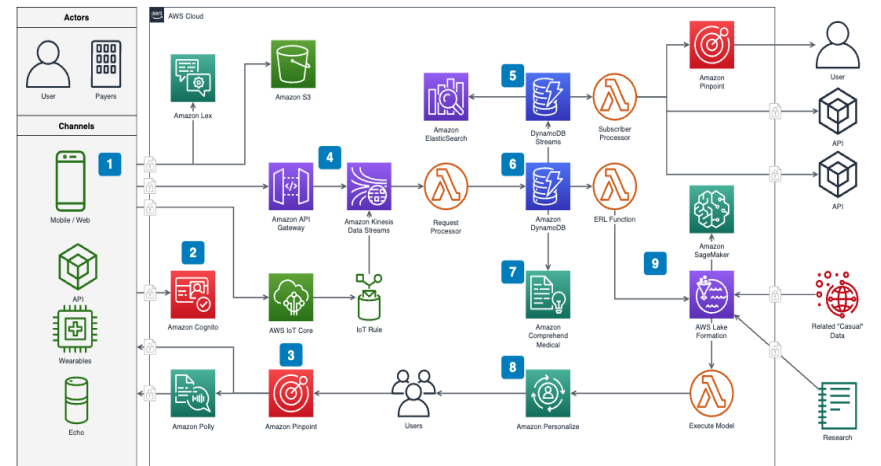 Actors
User
Payers
Channels
1
Mobile / Web
API
Wearables
Echo
AWS Cloud
Amazon Lex
Amazon S3
4
Amazon API
Gateway
Amazon Kinesis
Data Streams
Request
Processor
2
Amazon Cognito
AWS IoT Core
IoT Rule
3
Amazon Polly
Amazon Pinpoint
Users
5
Amazon
ElasticSearch
DynamoDB
Streams
Subscriber
Processor
6
Amazon
DynamoDB
ERL Function
7
Amazon
Comprehend
Medical
8
Amazon Personalize
9
Amazon
SageMaker
AWS Lake
Formation
Execute Model
Amazon
Pinpoint
User
API
API
Related "Casual"
Data
Research